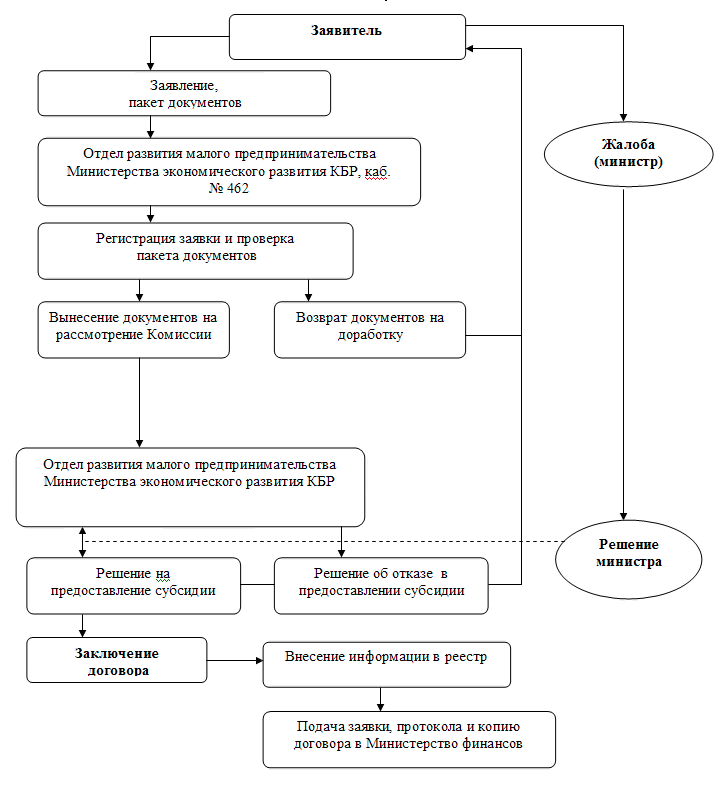 Заявитель
Заявление,
пакет документов
Жалоба
(министр)
Отдел развития малого предпринимательства
Министерства экономического развития КБР, каб.
№ 462
Регистрация заявки и проверка
пакета документов
Вынесение документов на
рассмотрение Комиссии
Возврат документов на
доработку
Отдел развития малого предпринимательства
Министерства экономического развития КБР
Решение
министра
Решение на
предоставление субсидии
Решение об отказе в
предоставлении субсидии
Заключение
договора
Внесение информации в реестр
Подача заявки, протокола и копию
договора в Министерство финансов